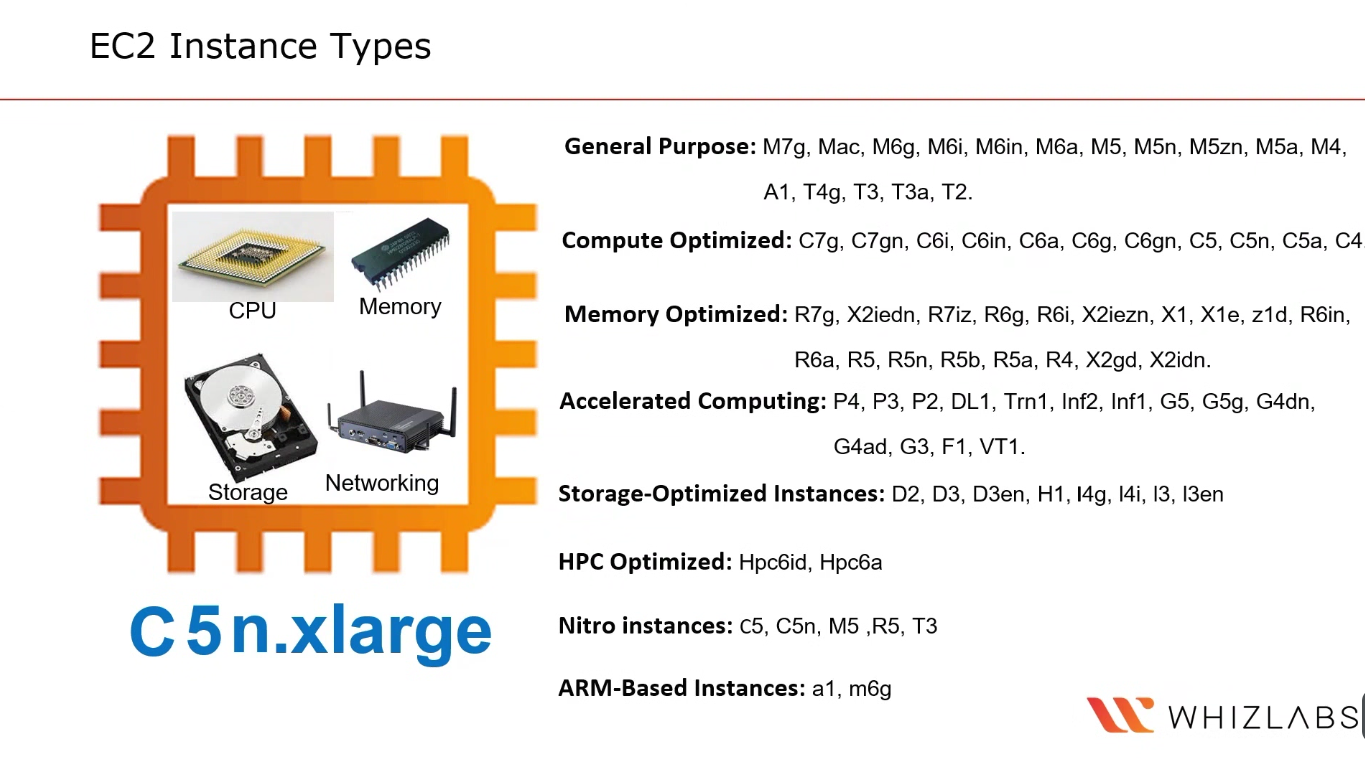 EC2 Instance Types
General Purpose: M7g, Mac, M6g, M6i, M6in, M6a, M5, M5n, M5zn, M5a, M4,
A1, T4g, T3, T3a, T2.
Compute Optimized: C7g, C7gn, C6i, C6in, C6a, C6g, C6gn, C5, C5n, C5a, C4.
Memory Optimized: R7g, X2iedn, R7iz, R6g, R6i, X2iezn, X1, X1e, z1d, R6in,
R6a, R5, R5n, R5b, R5a, R4, X2gd, X2idn.
Accelerated Computing: P4, P3, P2, DL1, Trn1, Inf2, Inf1, G5, G5g, G4dn,
G4ad, G3, F1, VT1.
Storage-Optimized Instances: D2, D3, D3en, H1, I4g, I4i, I3, I3en
HPC Optimized: Hpc6id, Hpc6a
Nitro instances: c5, C5n, M5 ,R5, T3
ARM-Based Instances: a1, m6g
CPU
Memory
Storage
Networking
C5n.xlarge
WHIZLABS